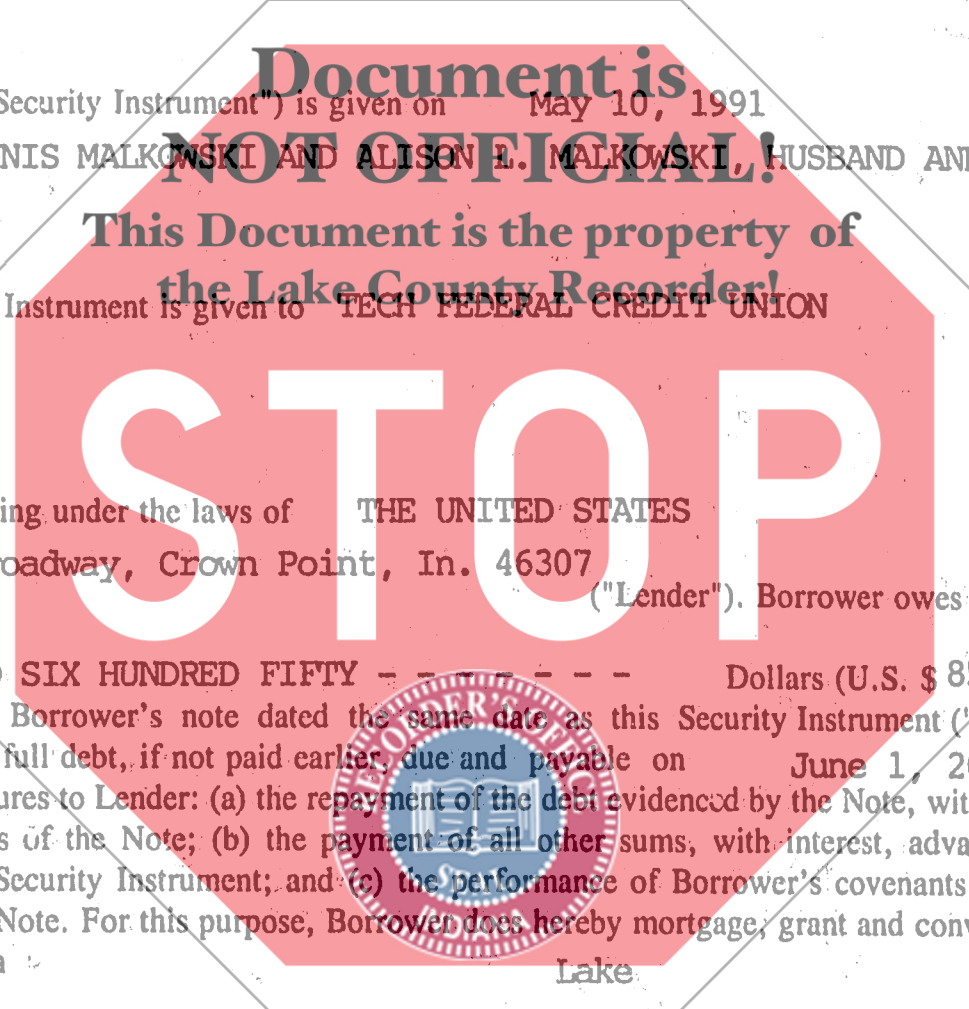 Document is
Security Instrument") is given on May 10, 1991
NOT OFFICIAL!
NIS MALKOWSKI AND ALISON L. MALKOWSKI, HUSBAND AN
This Document is the property of
the Lake County Recorder!
Instrument is given to TECH FEDERAL CREDIT UNION
STOP
ing under the laws of THE UNITED STATES
oadway, Crown Point, In. 46307
("Lender"). Borrower owes
SIX HUNDRED FIFTY - - - - - - - Dollars (U.S. $ 8
Borrower's note dated the same date as this Security Instrument ("
full debt, if not paid earlier, due and payable on June 1, 2
ures to Lender: (a) the repayment of the debt evidenced by the Note, wit
s of the Note; (b) the payment of all other sums, with interest, adva
Security Instrument; and (c) the performance of Borrower's covenants
Note. For this purpose, Borrower does hereby mortgage, grant and conv
a Lake
RECORDER'S OFFICE
SEAL
INDIANA